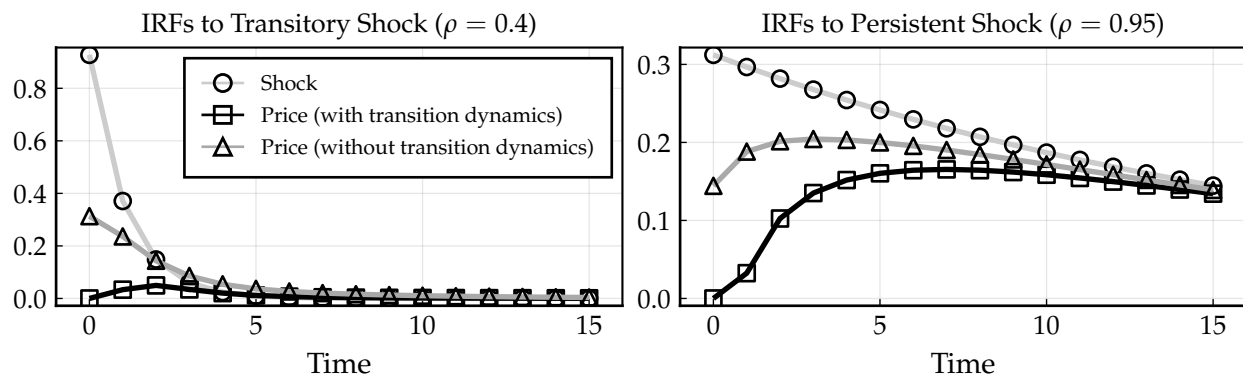 IRFs to Transitory Shock (ρ = 0.4)
0.8
0.6
0.4
0.2
0.0
Shock
Price (with transition dynamics)
Price (without transition dynamics)
0 5 10 15
Time
IRFs to Persistent Shock (ρ = 0.95)
0.3
0.2
0.1
0.0
0 5 10 15
Time